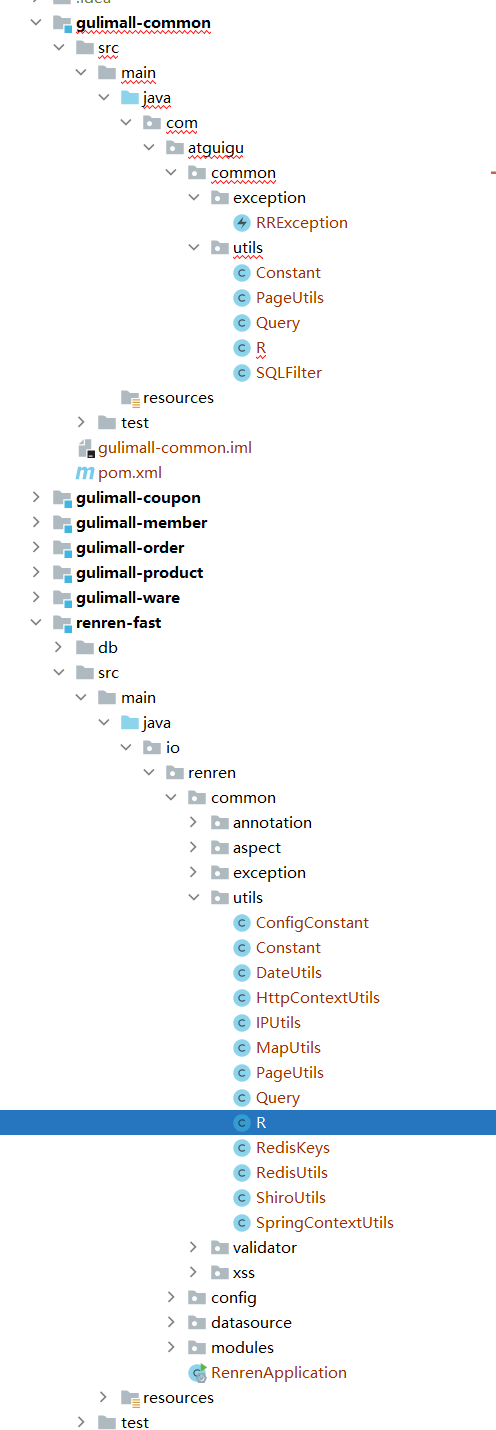 gulimall-common
src
main
java
com
atguigu
common
exception
RRException
utils
Constant
PageUtils
Query
R
SQLFilter
resources
test
gulimall-common.iml
pom.xml
gulimall-coupon
gulimall-member
gulimall-order
gulimall-product
gulimall-ware
renren-fast
db
src
main
java
io
renren
common
annotation
aspect
exception
utils
ConfigConstant
Constant
DateUtils
HttpContextUtils
IPUtils
MapUtils
PageUtils
Query
R
RedisKeys
RedisUtils
ShiroUtils
SpringContextUtils
validator
xss
config
datasource
modules
RenrenApplication
resources
test